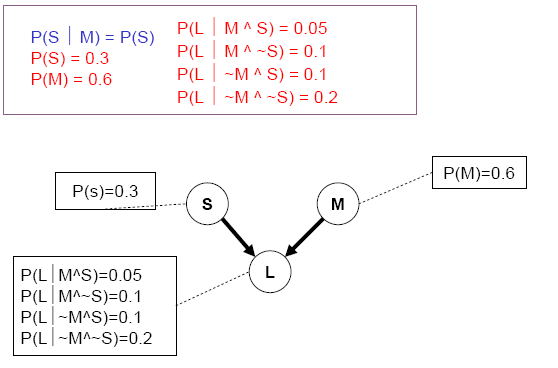 P(S | M) = P(S)
P(S) = 0.3
P(M) = 0.6
P(L | M ^ S) = 0.05
P(L | M ^ ~S) = 0.1
P(L | ~M ^ S) = 0.1
P(L | ~M ^ ~S) = 0.2
P(s)=0.3
S
M
P(M)=0.6
L
P(L|M^S)=0.05
P(L|M^~S)=0.1
P(L|~M^S)=0.1
P(L|~M^~S)=0.2